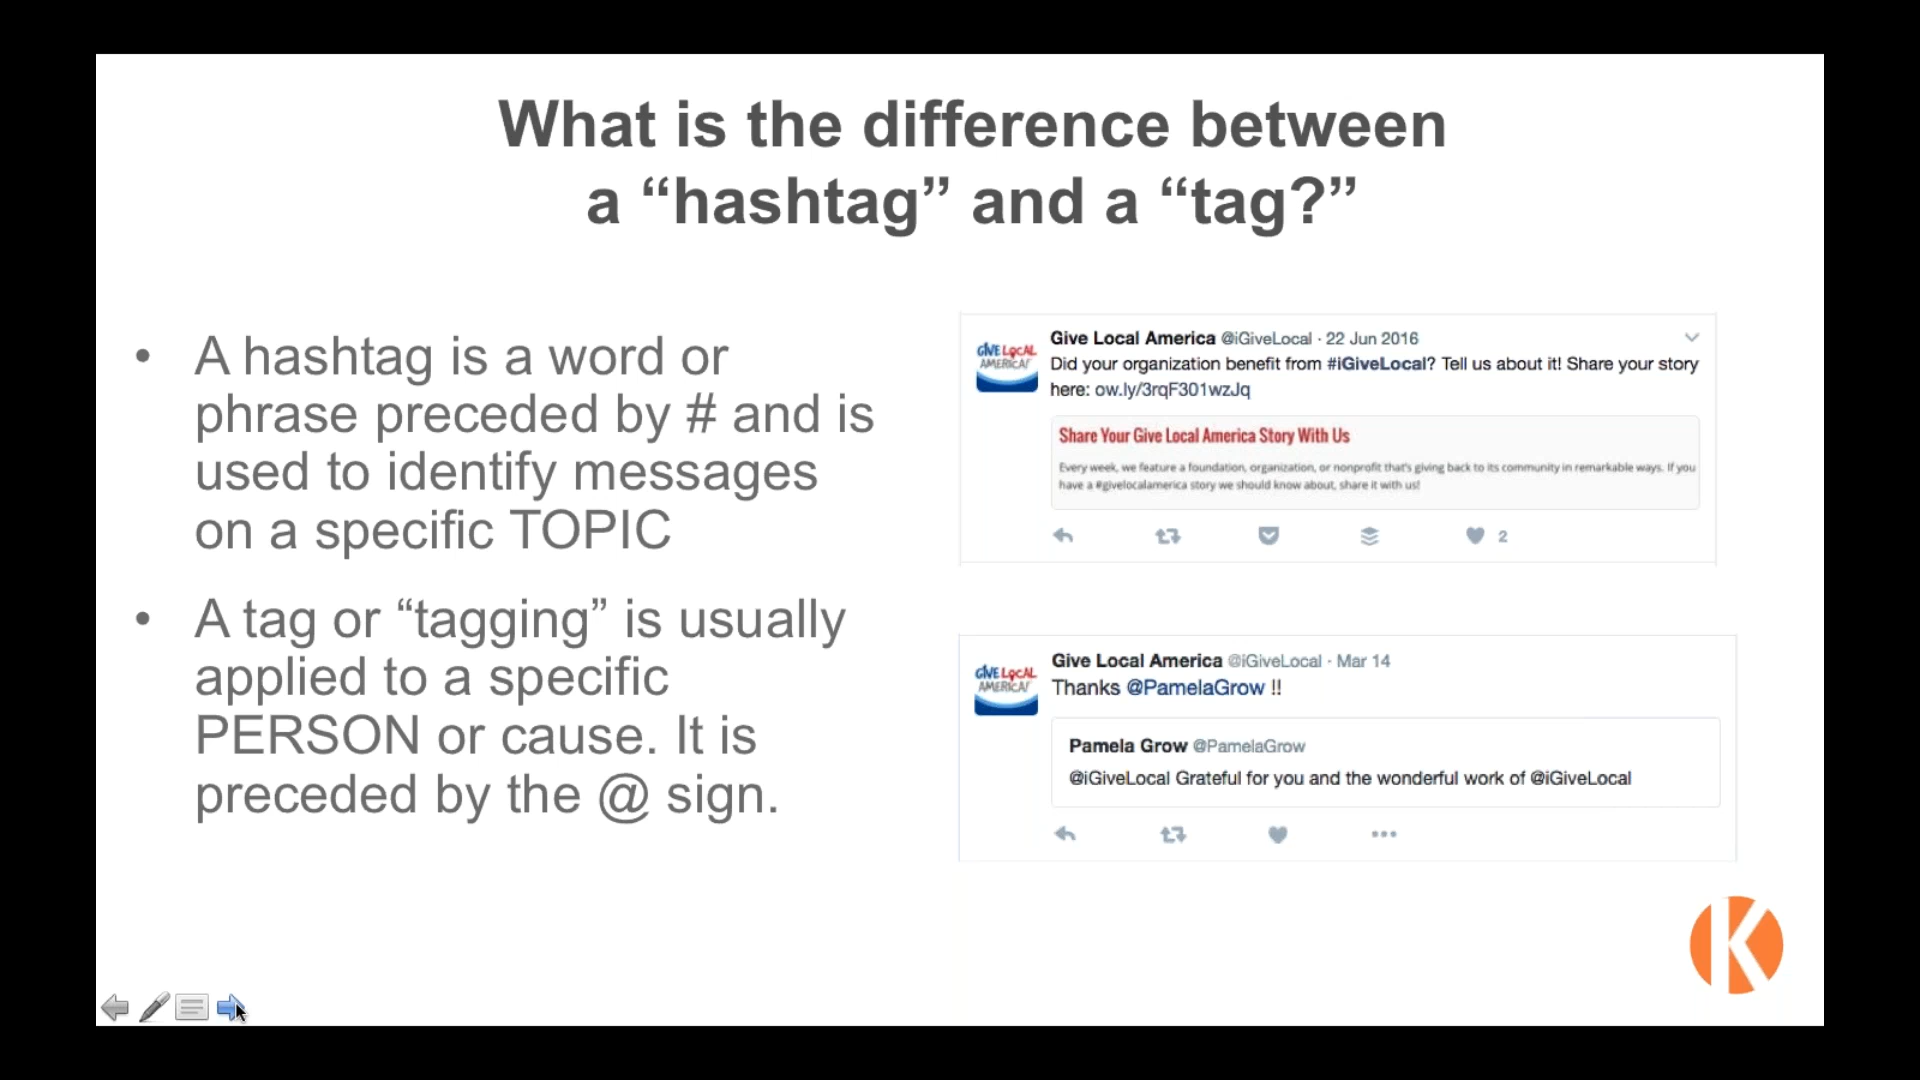 What is the difference between
a “hashtag” and a “tag?”
• A hashtag is a word or
phrase preceded by # and is
used to identify messages
on a specific TOPIC
• A tag or “tagging” is usually
applied to a specific
PERSON or cause. It is
preceded by the @ sign.
GIVE LOCAL
AMERICA!
Give Local America @iGiveLocal · 22 Jun 2016
Did your organization benefit from #iGiveLocal? Tell us about it! Share your story
here: ow.ly/3rqF301wzJq
Share Your Give Local America Story With Us
Every week, we feature a foundation, organization, or nonprofit that's giving back to its community in remarkable ways. If you
have a #givelocalamerica story we should know about, share it with us!
2
GIVE LOCAL
AMERICA!
Give Local America @iGiveLocal · Mar 14
Thanks @PamelaGrow !!
Pamela Grow @PamelaGrow
@iGiveLocal Grateful for you and the wonderful work of @iGiveLocal
K